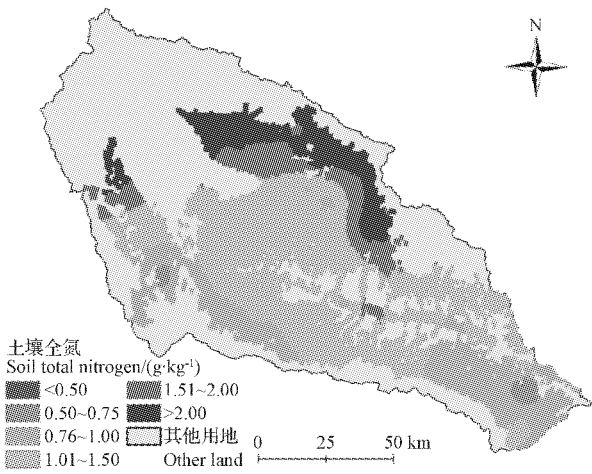 N
土壤全氮
Soil total nitrogen/(g·kg⁻¹)
<0.50 1.51~2.00
0.50~0.75 >2.00
0.76~1.00 其他用地
1.01~1.50 Other land
0 25 50 km